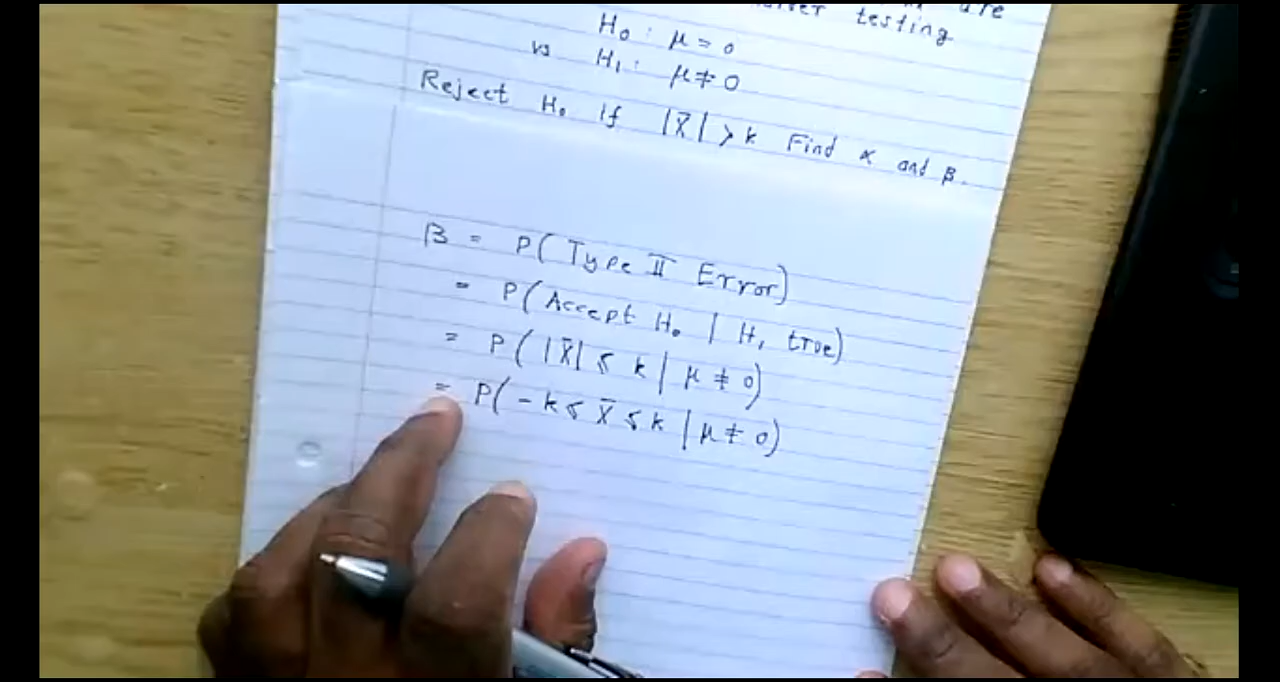 are
testing
H₀ : μ = 0
vs H₁ : μ ≠ 0
Reject H₀ if |X̄| > k Find α and β.
β = P(Type II Error)
= P(Accept H₀ | H₁ true)
= P(|X̄| ≤ k | μ ≠ 0)
= P(-k ≤ X̄ ≤ k | μ ≠ 0)